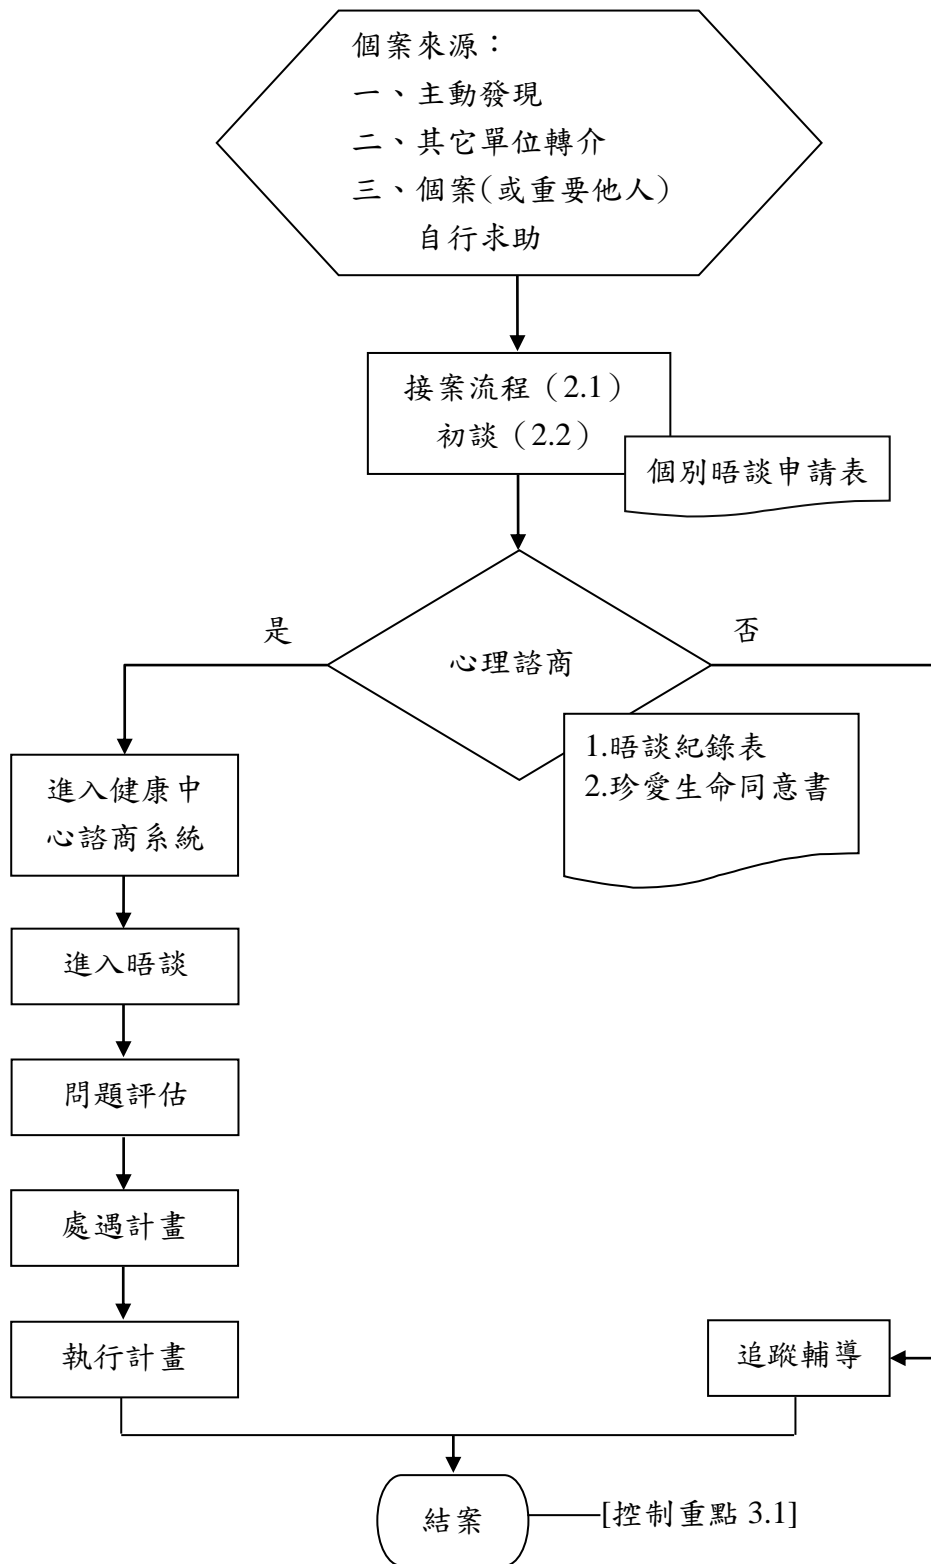 個案來源：
一、主動發現
二、其它單位轉介
三、個案(或重要他人)
自行求助
接案流程（2.1）
初談（2.2）
個別晤談申請表
是
否
心理諮商
1.晤談紀錄表
2.珍愛生命同意書
進入健康中
心諮商系統
進入晤談
問題評估
處遇計畫
執行計畫
追蹤輔導
結案
[控制重點 3.1]